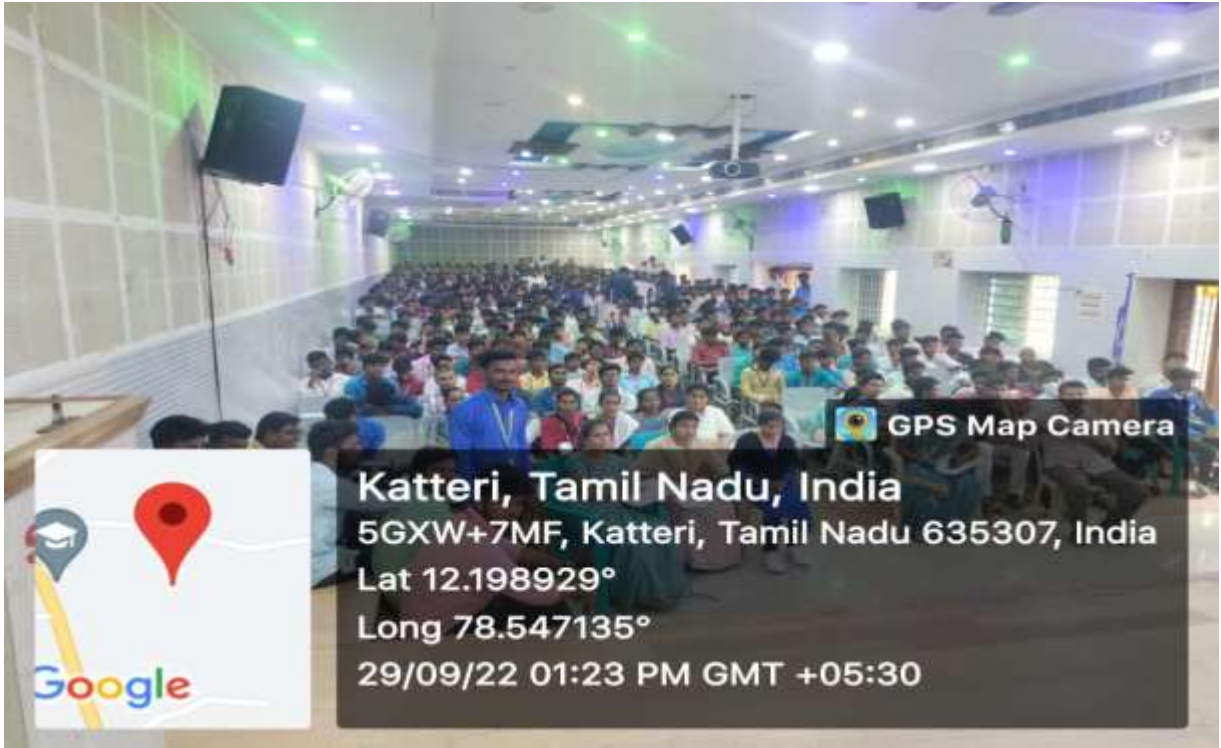 GPS Map Camera
Katteri, Tamil Nadu, India
5GXW+7MF, Katteri, Tamil Nadu 635307, India
Lat 12.198929°
Long 78.547135°
29/09/22 01:23 PM GMT +05:30
Google